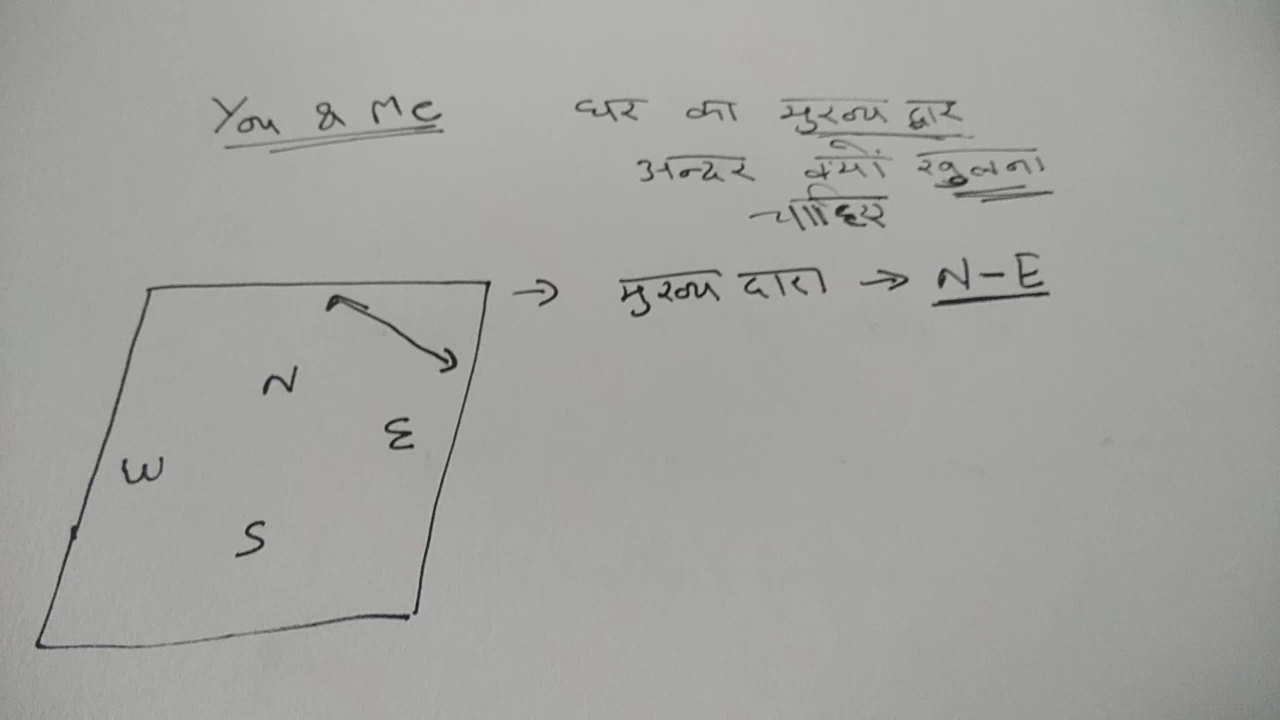 You & Me
घर का मुख्य द्वार
अन्दर क्यों खुलना
चाहिए
→ मुख्य द्वारा → N-E
N
E
W
S